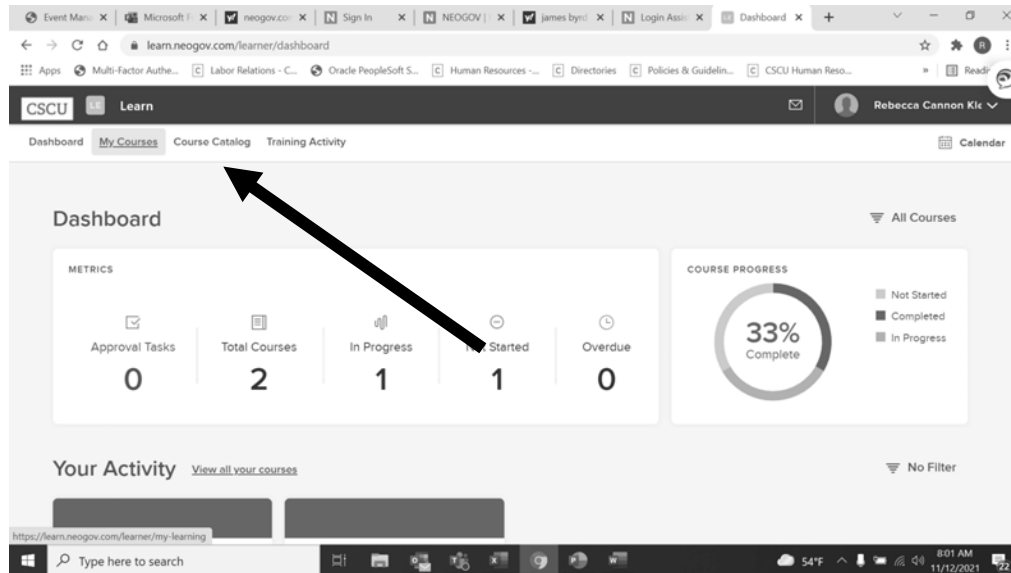 Event Mana
Microsoft F
neogov.con
Sign In
NEOGOV |
james byrd
Login Assis
Dashboard
learn.neogov.com/learner/dashboard
R
Apps
Multi-Factor Authe...
Labor Relations - C...
Oracle PeopleSoft S...
Human Resources -...
Directories
Policies & Guidelin...
CSCU Human Reso...
»
CSCU
LE
Learn
Rebecca Cannon Kle
Dashboard
My Courses
Course Catalog
Training Activity
Calendar
Dashboard
All Courses
METRICS
Approval Tasks
0
Total Courses
2
In Progress
1
Started
1
Overdue
0
COURSE PROGRESS
33%
Complete
Not Started
Completed
In Progress
Your Activity
View all your courses
No Filter
https://learn.neogov.com/learner/my-learning
Type here to search
54°F
8:01 AM
11/12/2021
22